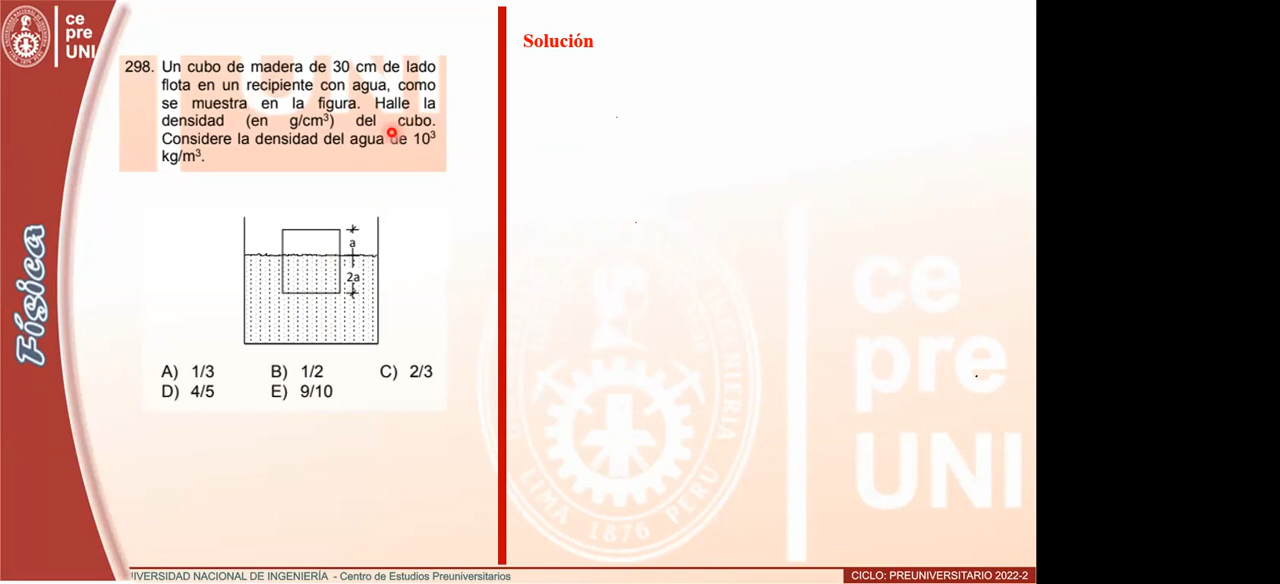 ce
pre
UNI
298. Un cubo de madera de 30 cm de lado
flota en un recipiente con agua, como
se muestra en la figura. Halle la
densidad (en g/cm³) del cubo.
Considere la densidad del agua de 10³
kg/m³.
a
2a
A) 1/3 B) 1/2 C) 2/3
D) 4/5 E) 9/10
Física
Solución
ce
pre
UNI
LIMA 1876 PERU
IVERSIDAD NACIONAL DE INGENIERÍA - Centro de Estudios Preuniversitarios
CICLO: PREUNIVERSITARIO 2022-2